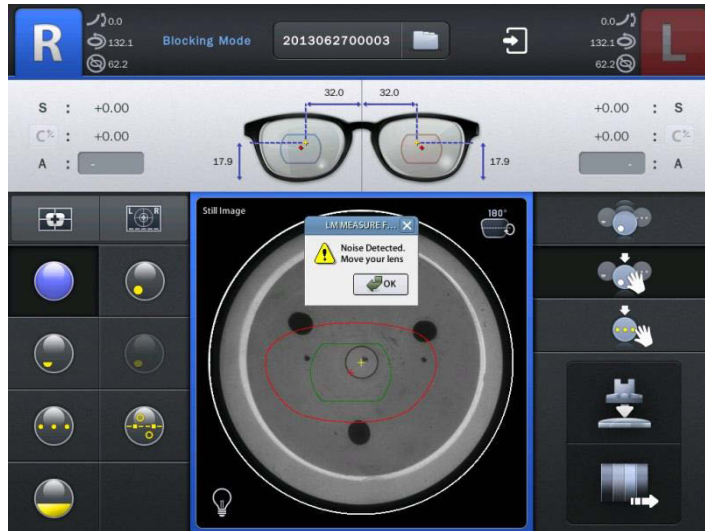 R
0.0
132.1
62.2
Blocking Mode
2013062700003
0.0
132.1
62.2
L
S : +0.00
C : +0.00
A : -
32.0 32.0
17.9
17.9
+0.00 : S
+0.00 : C
- : A
L R
Still Image
180°
LM MEASURE F...
Noise Detected.
Move your lens
OK